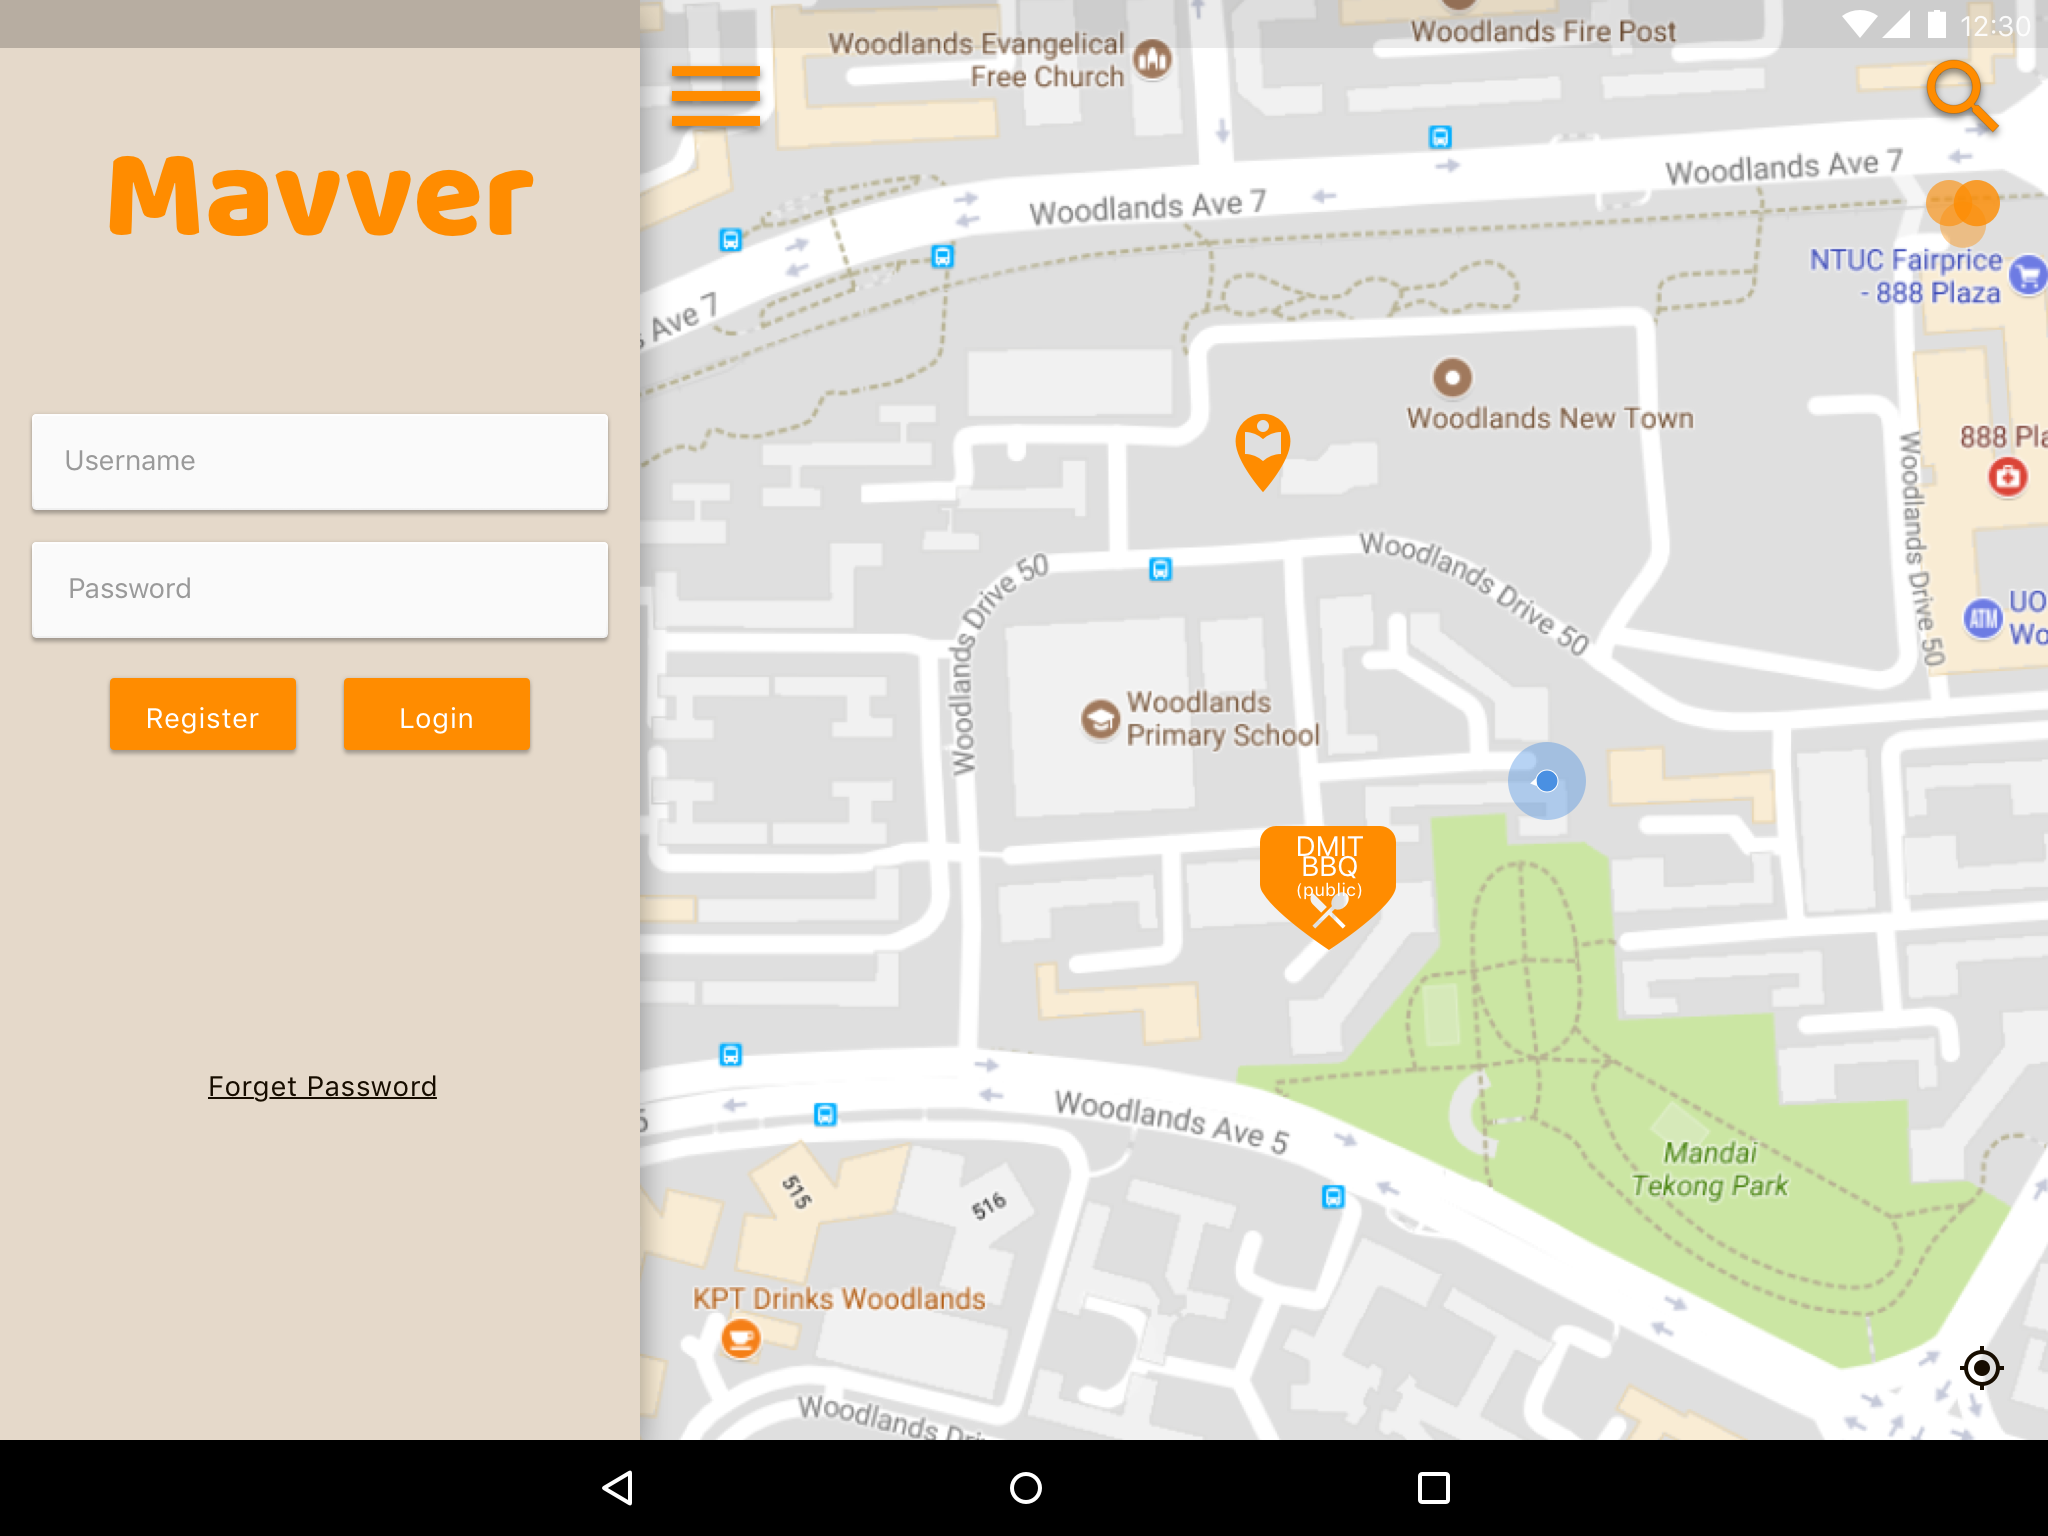 12:30
Mavver
Username
Password
Register
Login
Forget Password
Woodlands Evangelical
Free Church
Woodlands Fire Post
Woodlands Ave 7
Woodlands Ave 7
Ave 7
NTUC Fairprice
- 888 Plaza
Woodlands New Town
888 Pla
Woodlands Drive 50
Woodlands Drive 50
Woodlands Drive 50
ATM
UO
Wo
Woodlands
Primary School
DMIT
BBQ
(public)
Woodlands Ave 5
5
Mandai
Tekong Park
515
516
KPT Drinks Woodlands
Woodlands Dri